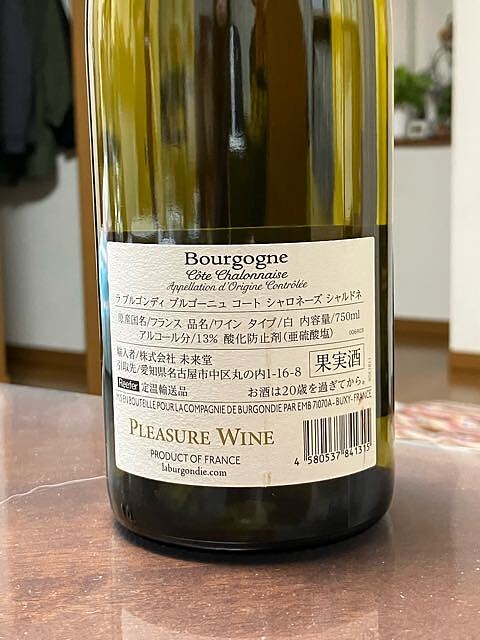 Bourgogne
Côte Chalonnaise
Appellation d'Origine Contrôlée
ラ ブルゴンディ ブルゴーニュ コート シャロネーズ シャルドネ
原産国名/フランス 品名/ワイン タイプ/白 内容量/750ml
アルコール分/13% 酸化防止剤(亜硫酸塩)
輸入者/株式会社 未来堂
引取先/愛知県名古屋市中区丸の内1-16-8
果実酒
Reefer 定温輸送品
お酒は20歳を過ぎてから。
MIS EN BOUTEILLE POUR LA COMPAGNIE DE BURGONDIE PAR EMB 71070A - BUXY - FRANCE
PLEASURE WINE
PRODUCT OF FRANCE
laburgondie.com
4 580537 841315